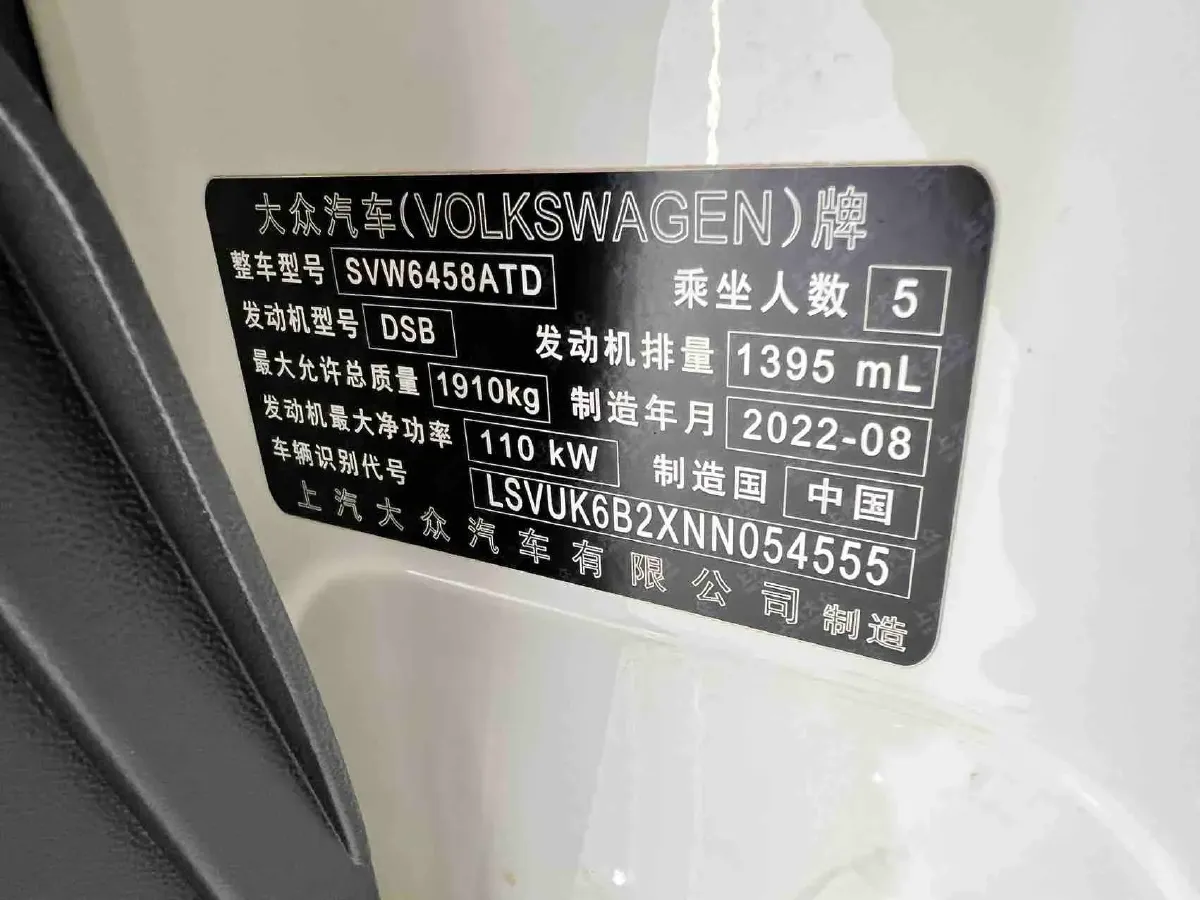 大众汽车(VOLKSWAGEN)牌
整车型号 SVW6458ATD 乘坐人数 5
发动机型号 DSB 发动机排量 1395 mL
最大允许总质量 1910kg 制造年月 2022-08
发动机最大净功率 110 kW 制造国 中国
车辆识别代号 LSVUK6B2XNN054555
上汽大众汽车有限公司 制造